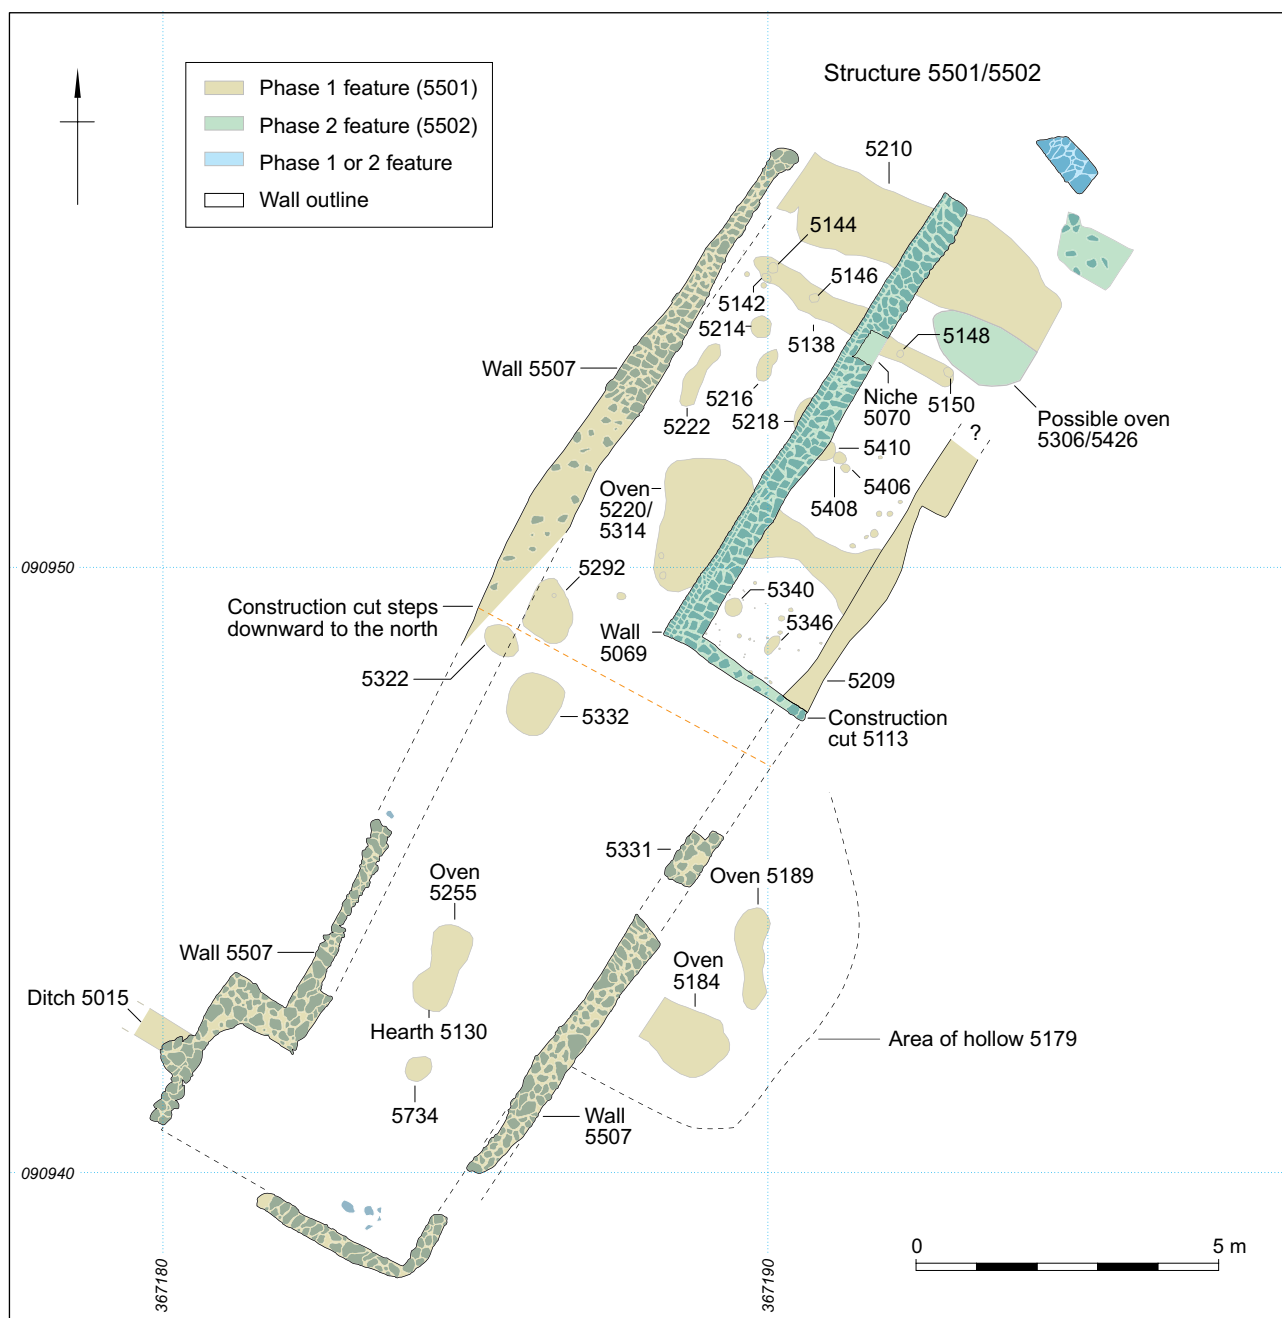 Structure 5501/5502
Phase 1 feature (5501)
Phase 2 feature (5502)
Phase 1 or 2 feature
Wall outline
5210
5144
5146
5142
5214
5138
5148
Wall 5507
5216
Niche
5070
5150
5218
5222
Possible oven
5306/5426
?
5410
5406
5408
Oven
5220/
5314
090950
5292
5340
Construction cut steps
downward to the north
5346
Wall
5069
5322
5209
5332
Construction
cut 5113
5331
Oven
5255
Oven 5189
Wall 5507
Oven
5184
Ditch 5015
Hearth 5130
Area of hollow 5179
5734
Wall
5507
090940
0
5 m
367180
367190